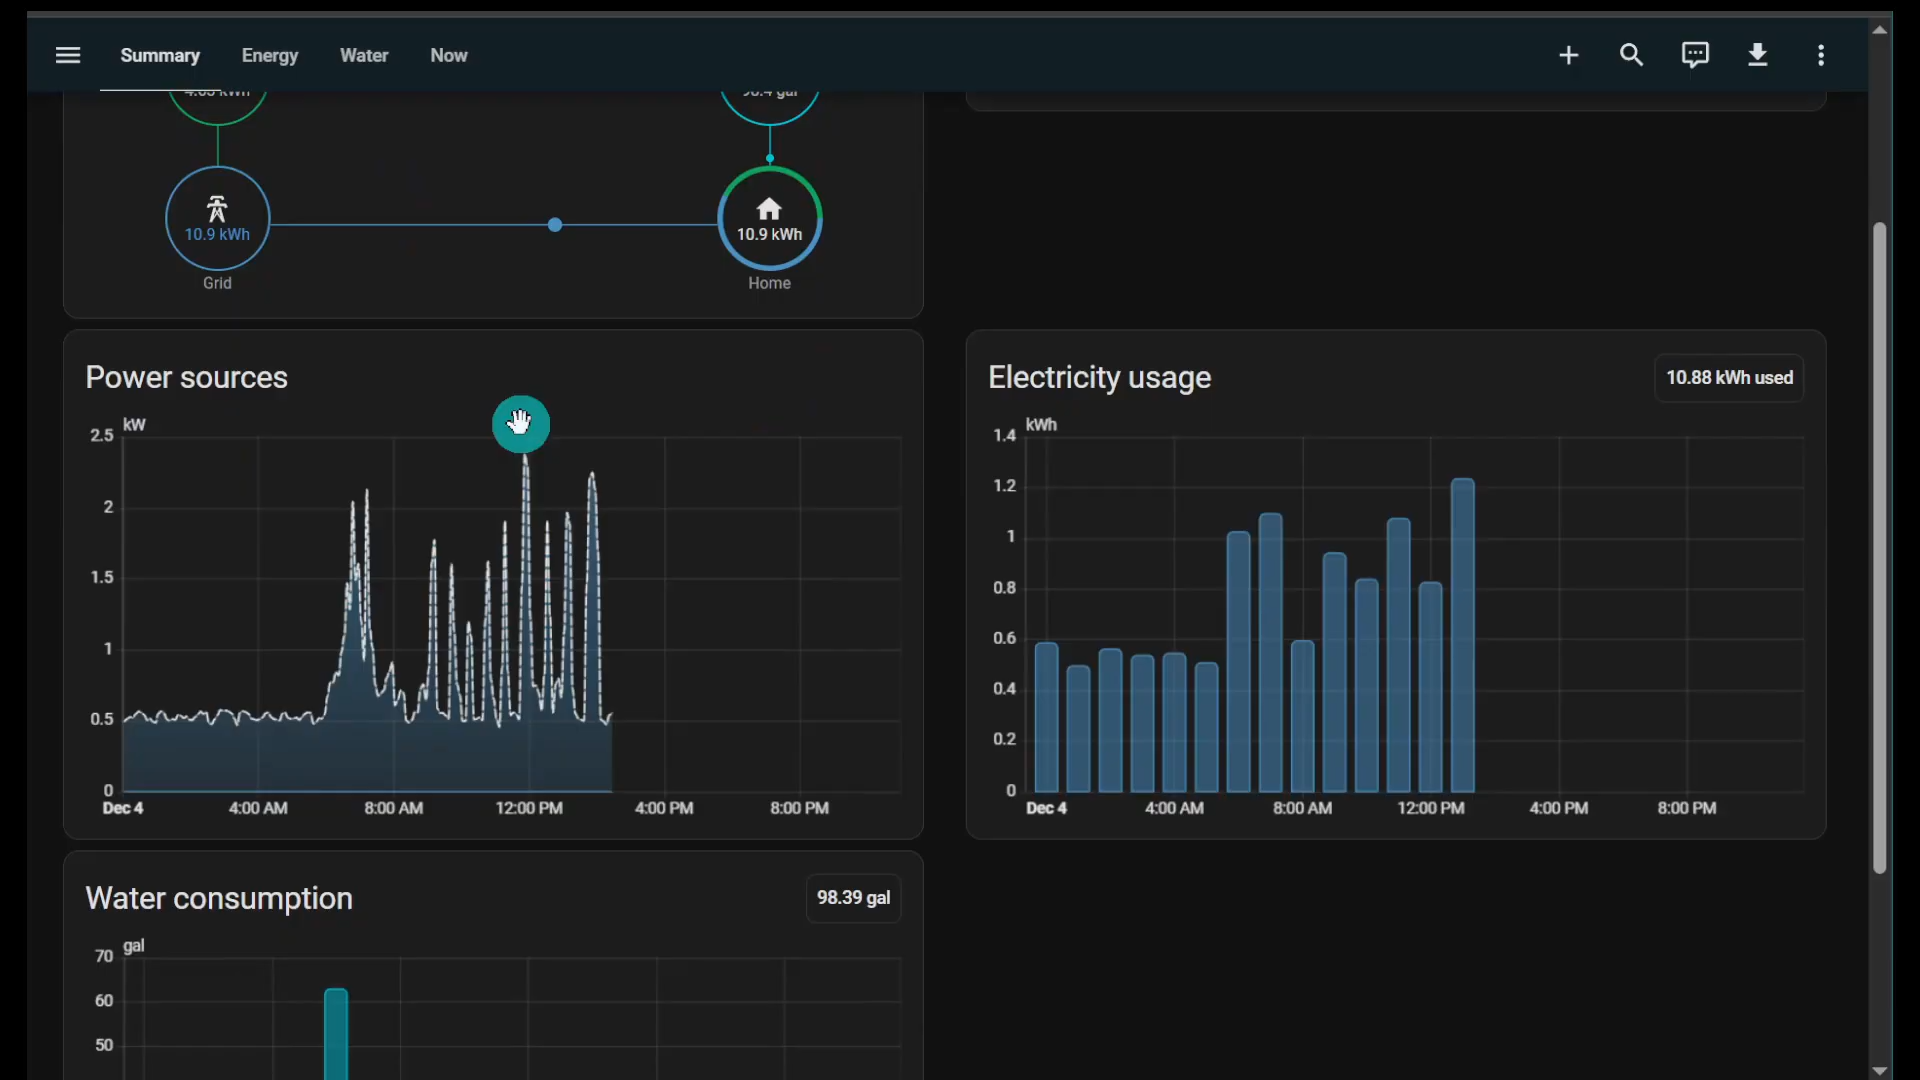 Summary
Energy
Water
Now
10.9 kWh
Grid
10.9 kWh
Home
Power sources
kW
2.5
2
1.5
1
0.5
0
Dec 4
4:00 AM
8:00 AM
12:00 PM
4:00 PM
8:00 PM
Electricity usage
10.88 kWh used
kWh
1.4
1.2
1
0.8
0.6
0.4
0.2
0
Dec 4
4:00 AM
8:00 AM
12:00 PM
4:00 PM
8:00 PM
Water consumption
98.39 gal
gal
70
60
50